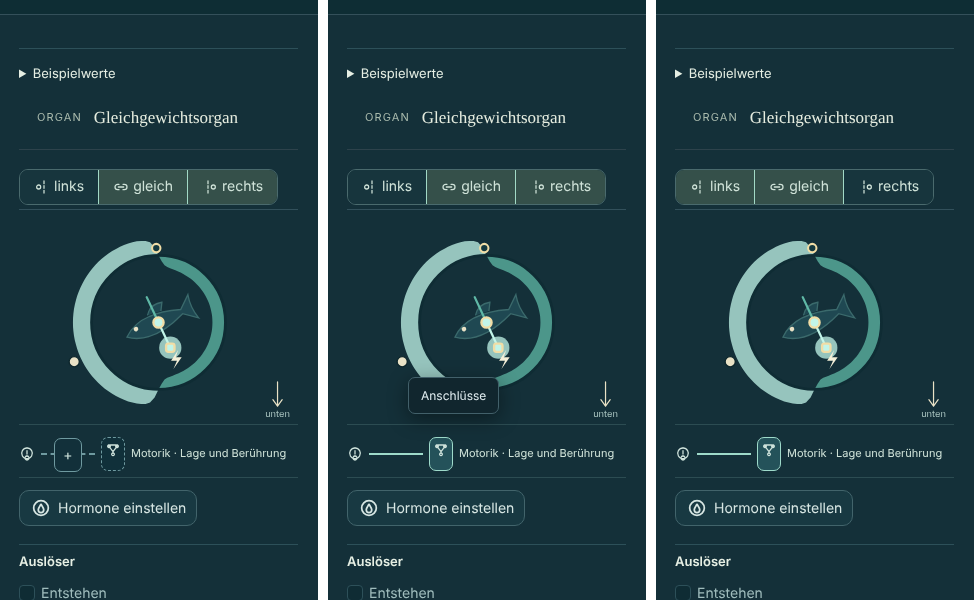 Beispielwerte
ORGAN Gleichgewichtsorgan
links gleich rechts
unten
+ Motorik · Lage und Berührung
Hormone einstellen
Auslöser
Entstehen
Beispielwerte
ORGAN Gleichgewichtsorgan
links gleich rechts
Anschlüsse
unten
Motorik · Lage und Berührung
Hormone einstellen
Auslöser
Entstehen
Beispielwerte
ORGAN Gleichgewichtsorgan
links gleich rechts
unten
Motorik · Lage und Berührung
Hormone einstellen
Auslöser
Entstehen